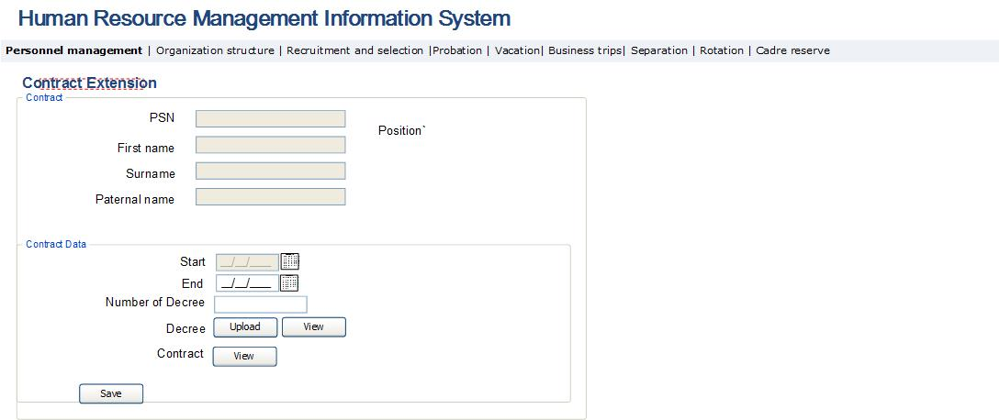 Human Resource Management Information System
Personnel management | Organization structure | Recruitment and selection |Probation | Vacation| Business trips| Separation | Rotation | Cadre reserve
Contract Extension
Contract
PSN
Position`
First name
Surname
Paternal name
Contract Data
Start __/__/____
End __/__/____
Number of Decree
Decree Upload View
Contract View
Save